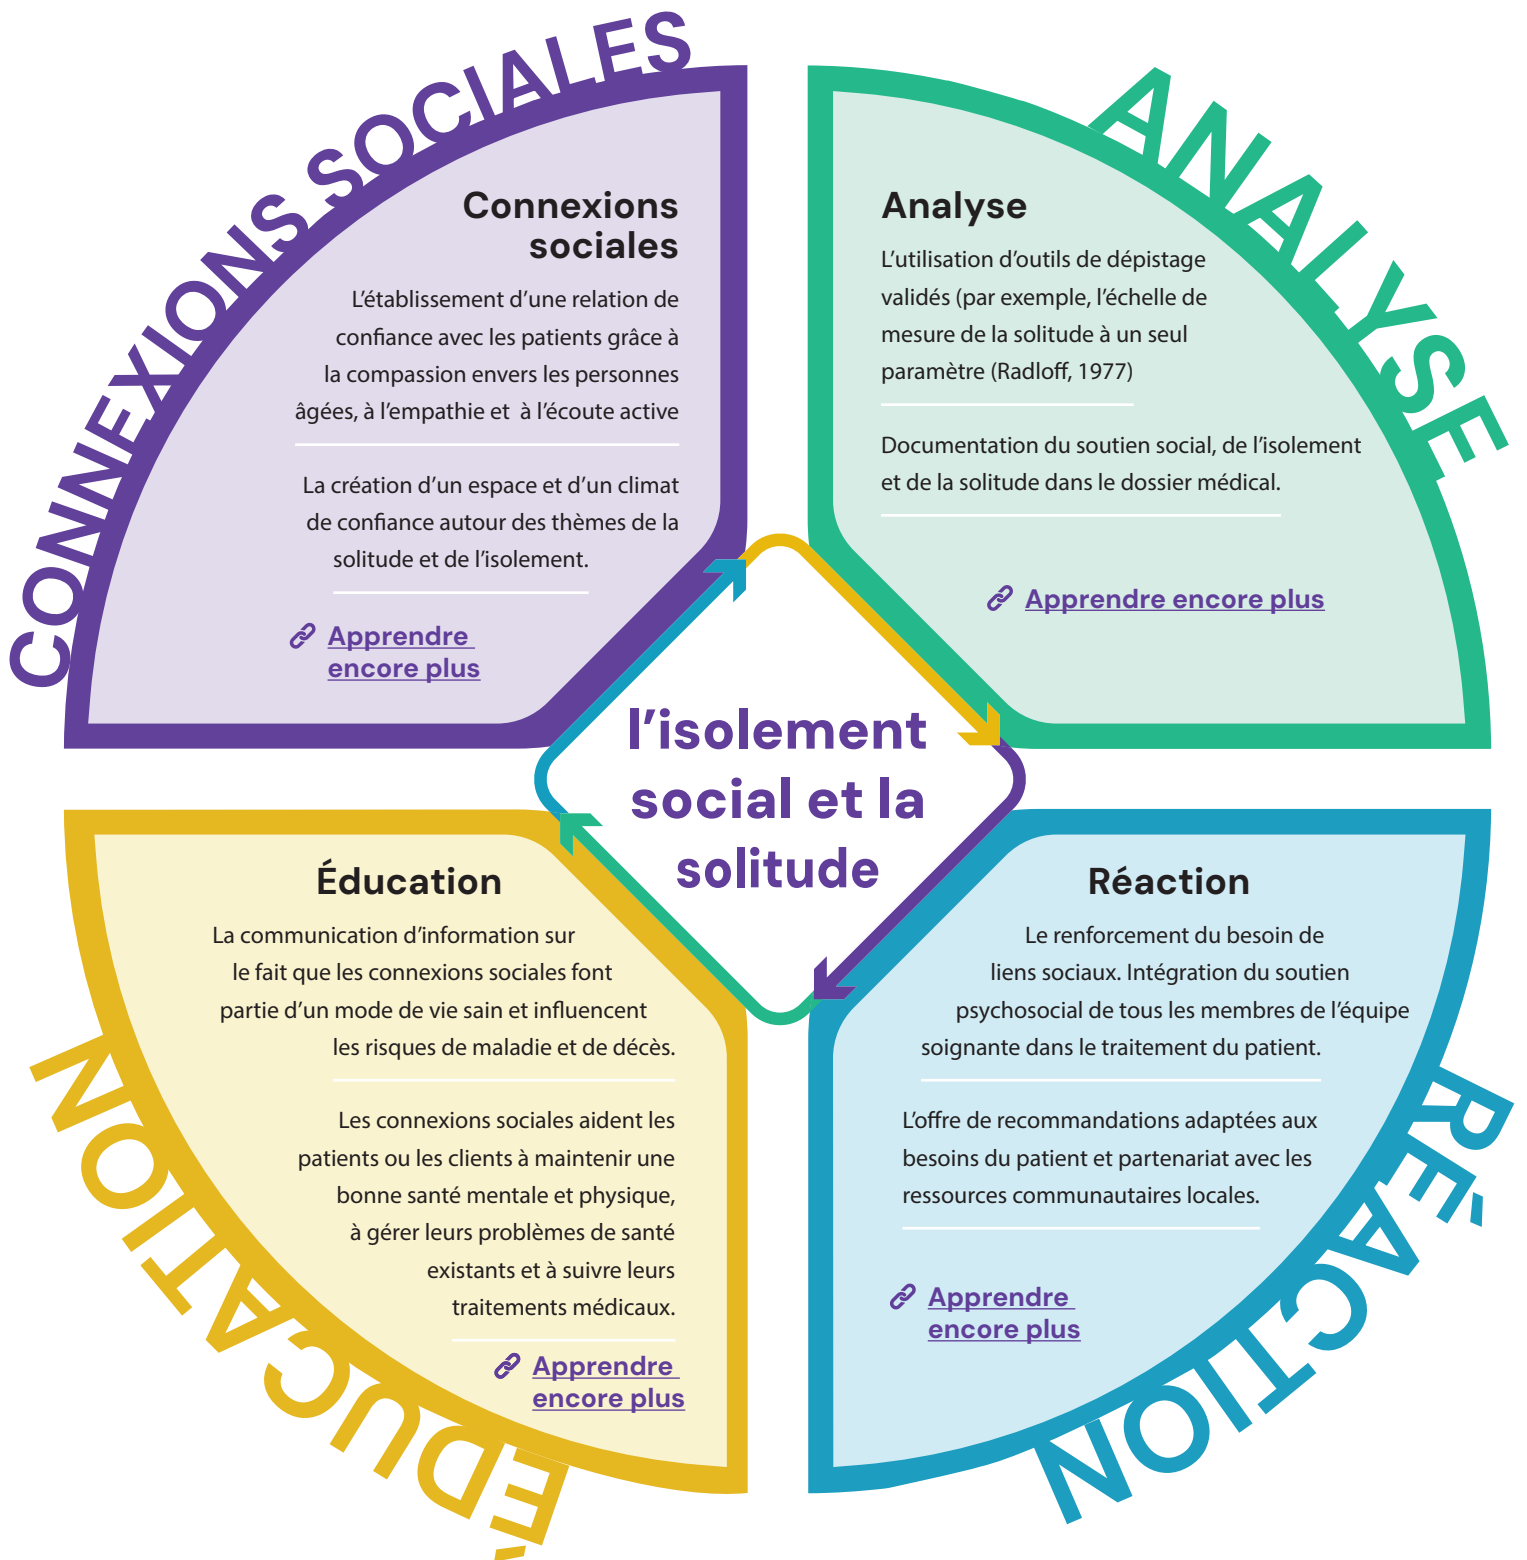 CONNEXIONS SOCIALES
Connexions
sociales
L’établissement d’une relation de
confiance avec les patients grâce à
la compassion envers les personnes
âgées, à l’empathie et à l’écoute active
La création d’un espace et d’un climat
de confiance autour des thèmes de la
solitude et de l’isolement.
Apprendre
encore plus
ANALYSE
Analyse
L’utilisation d’outils de dépistage
validés (par exemple, l’échelle de
mesure de la solitude à un seul
paramètre (Radloff, 1977)
Documentation du soutien social, de l’isolement
et de la solitude dans le dossier médical.
Apprendre encore plus
l’isolement
social et la
solitude
ÉDUCATION
Éducation
La communication d’information sur
le fait que les connexions sociales font
partie d’un mode de vie sain et influencent
les risques de maladie et de décès.
Les connexions sociales aident les
patients ou les clients à maintenir une
bonne santé mentale et physique,
à gérer leurs problèmes de santé
existants et à suivre leurs
traitements médicaux.
Apprendre
encore plus
RÉACTION
Réaction
Le renforcement du besoin de
liens sociaux. Intégration du soutien
psychosocial de tous les membres de l’équipe
soignante dans le traitement du patient.
L’offre de recommandations adaptées aux
besoins du patient et partenariat avec les
ressources communautaires locales.
Apprendre
encore plus